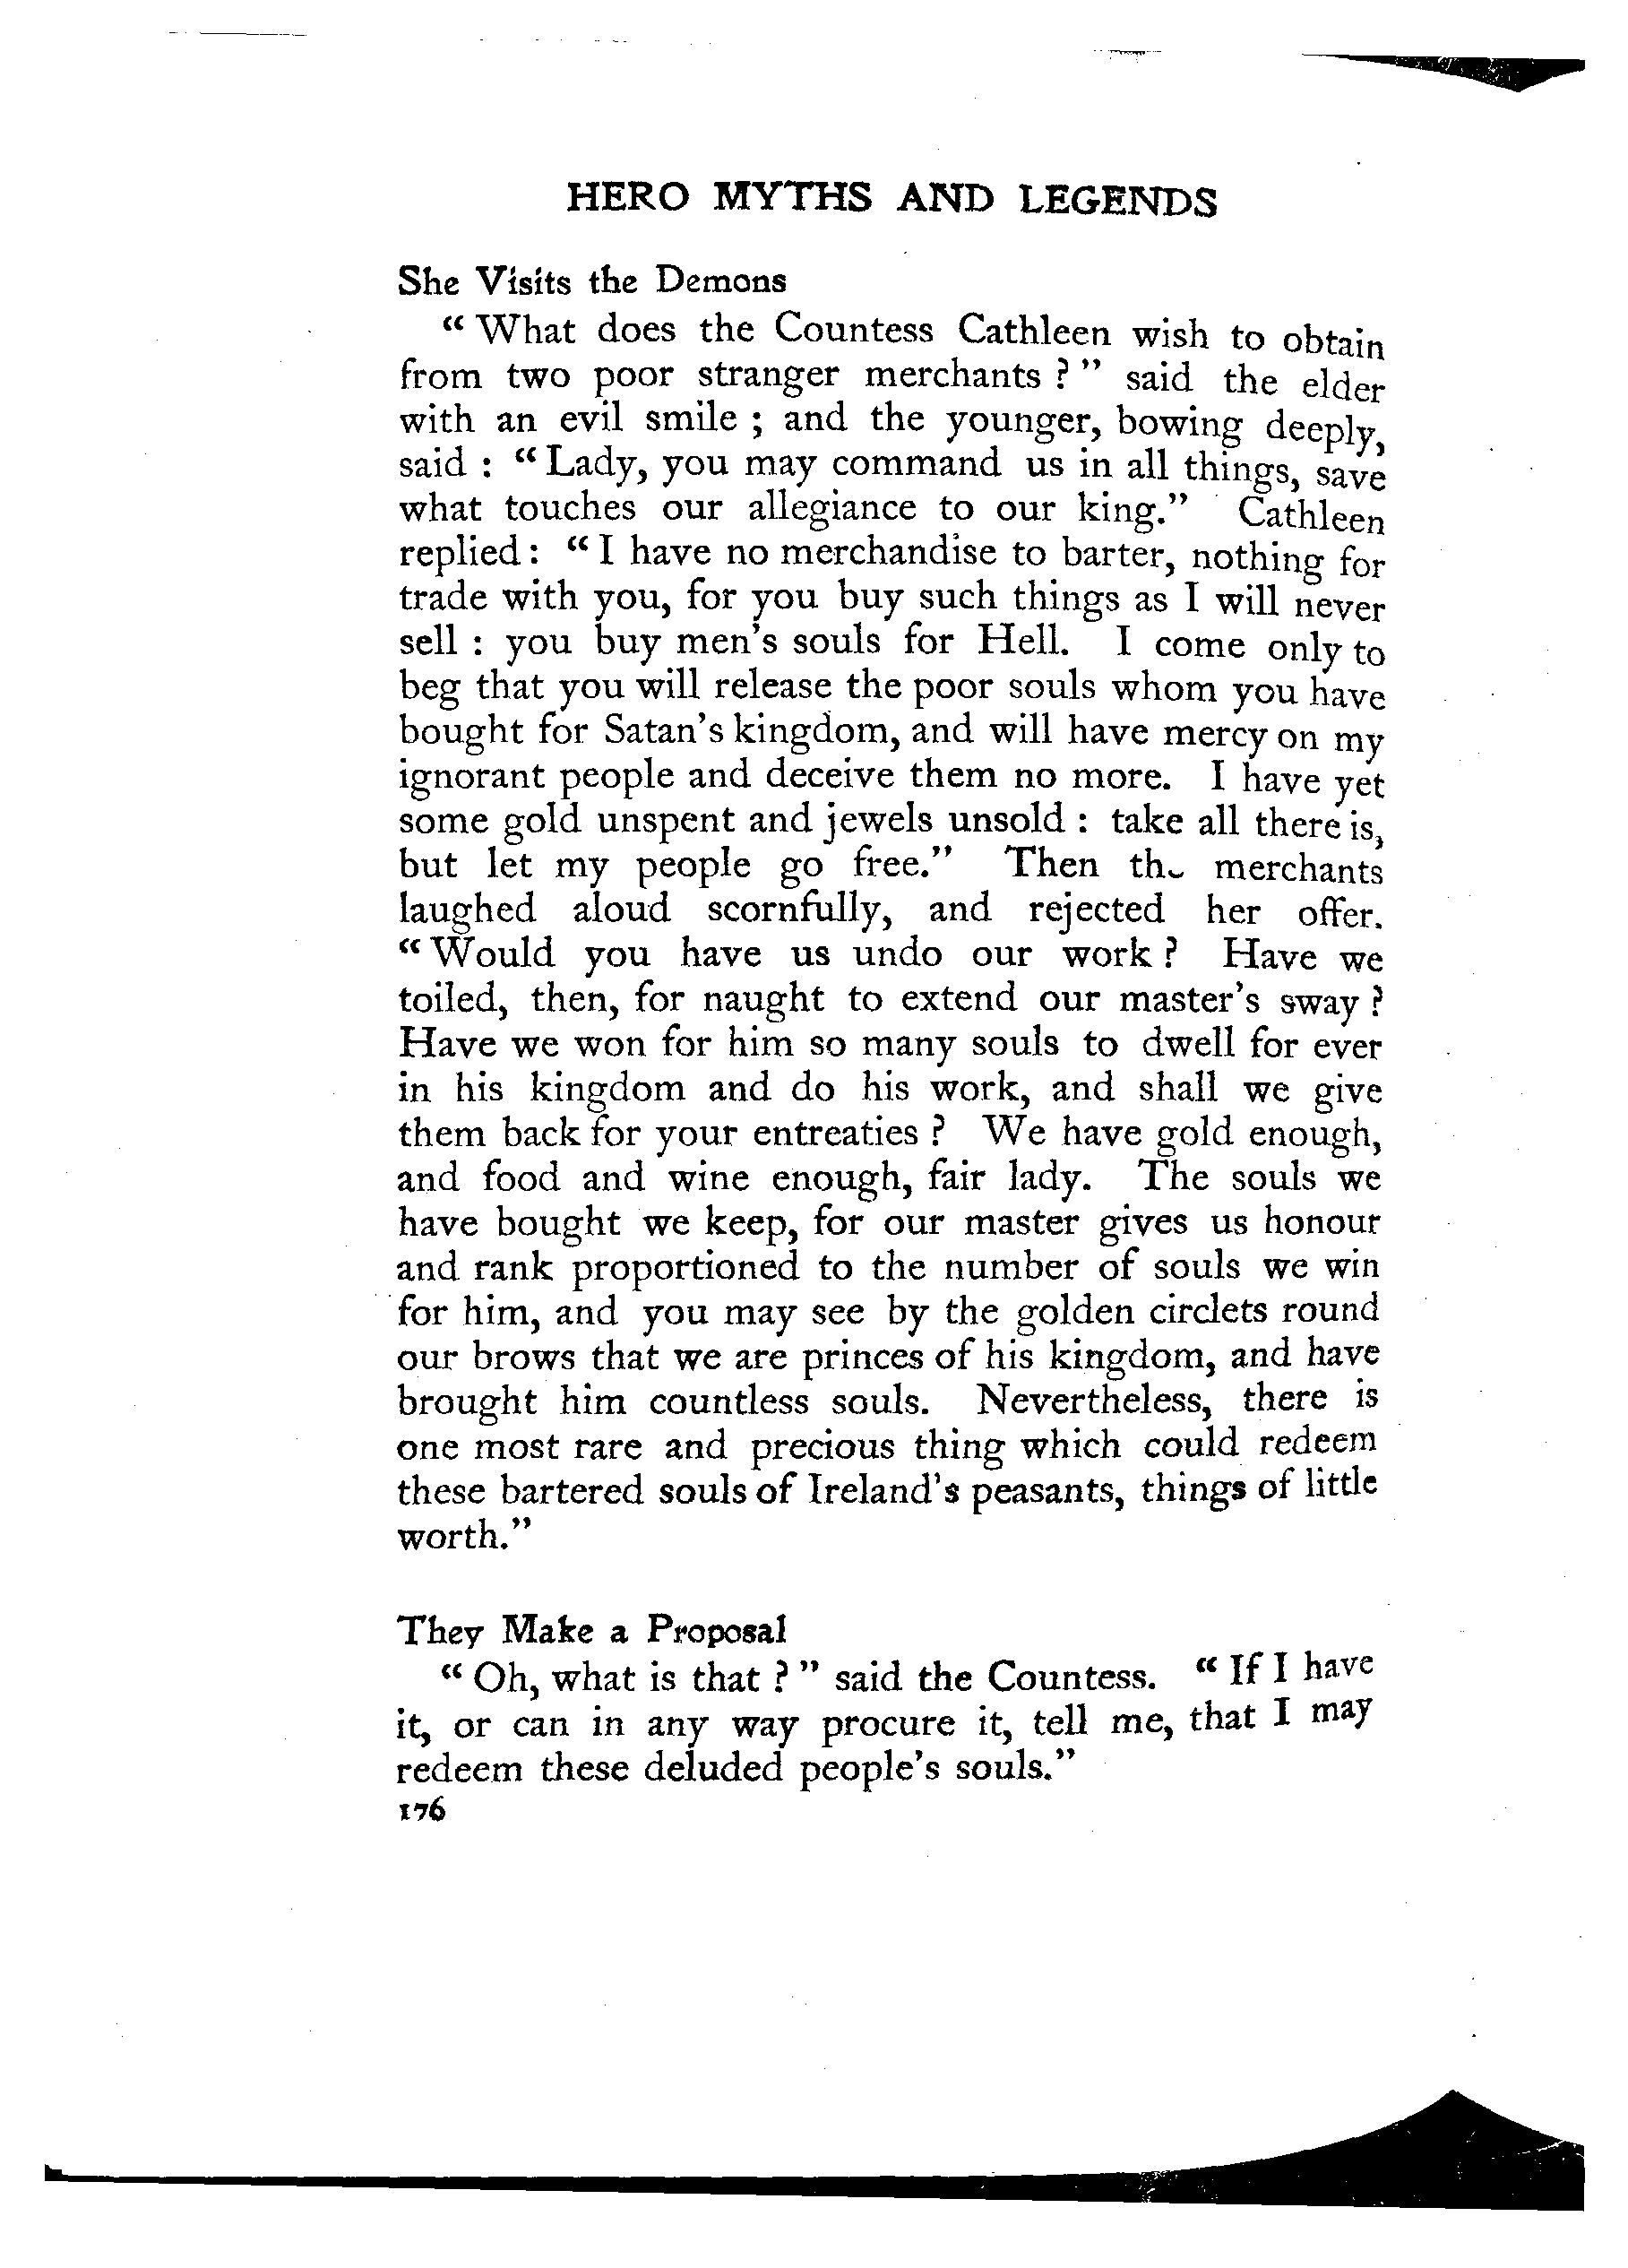 HERO MYTHS AND LEGENDS
She Visits the Demons
“ What does the Countess Cathleen wish to obtain
from two poor stranger merchants ? ” said the elder
with an evil smile ; and the younger, bowing deeply,
said : “ Lady, you may command us in all things, save
what touches our allegiance to our king.” Cathleen
replied : “ I have no merchandise to barter, nothing for
trade with you, for you buy such things as I will never
sell : you buy men’s souls for Hell. I come only to
beg that you will release the poor souls whom you have
bought for Satan’s kingdom, and will have mercy on my
ignorant people and deceive them no more. I have yet
some gold unspent and jewels unsold : take all there is,
but let my people go free.” Then the merchants
laughed aloud scornfully, and rejected her offer.
“ Would you have us undo our work ? Have we
toiled, then, for naught to extend our master’s sway ?
Have we won for him so many souls to dwell for ever
in his kingdom and do his work, and shall we give
them back for your entreaties ? We have gold enough,
and food and wine enough, fair lady. The souls we
have bought we keep, for our master gives us honour
and rank proportioned to the number of souls we win
for him, and you may see by the golden circlets round
our brows that we are princes of his kingdom, and have
brought him countless souls. Nevertheless, there is
one most rare and precious thing which could redeem
these bartered souls of Ireland’s peasants, things of little
worth.”
They Make a Proposal
“ Oh, what is that ? ” said the Countess. “ If I have
it, or can in any way procure it, tell me, that I may
redeem these deluded people’s souls.”
176